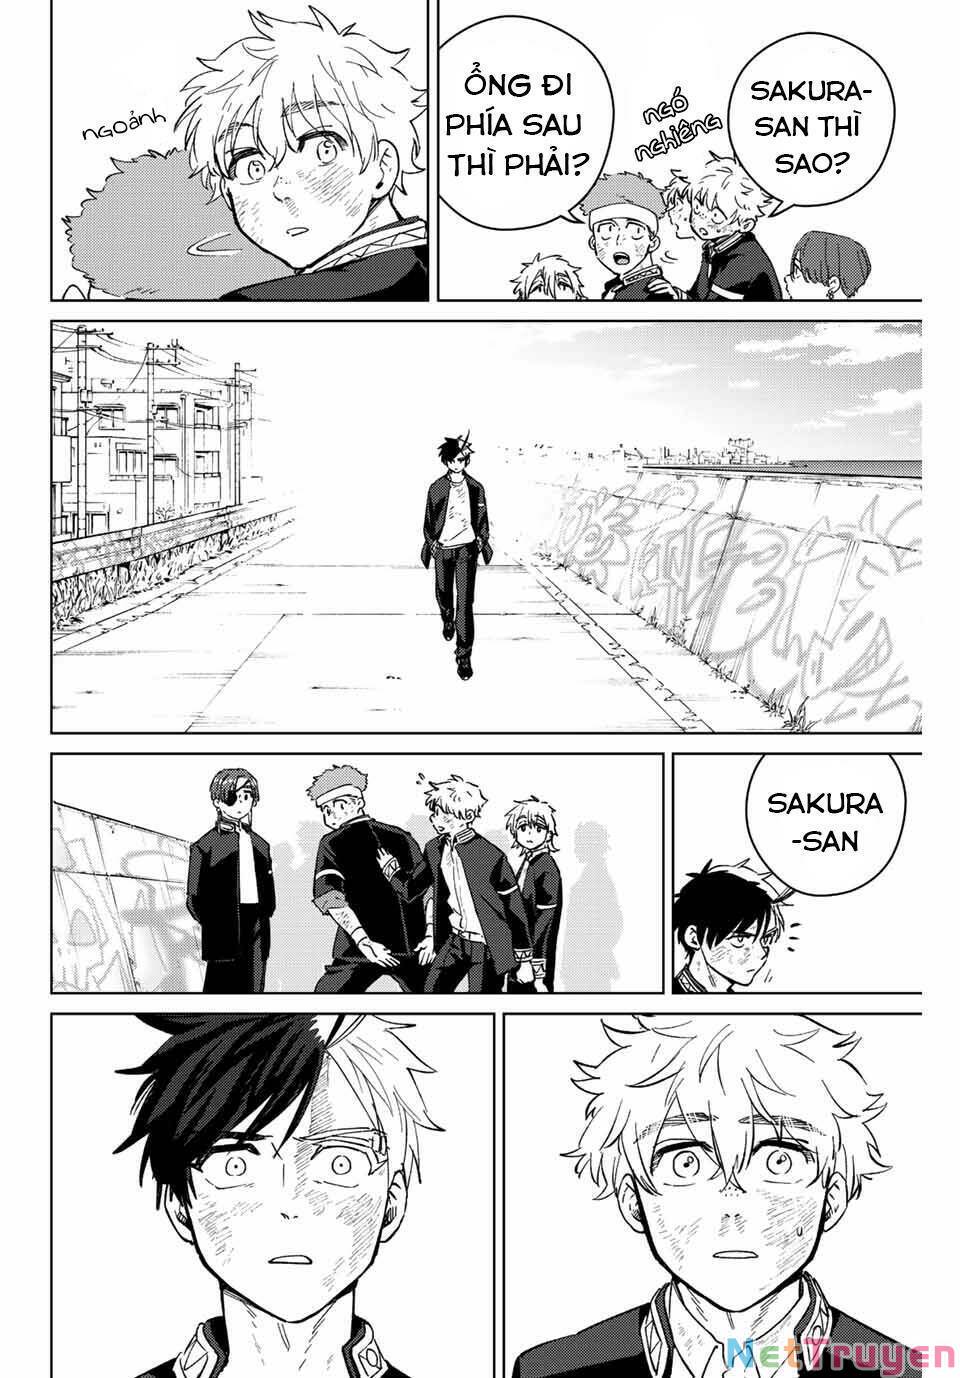 SAKURA-
SAN THÌ
SAO?
ngó
nghiêng
ỔNG ĐI
PHÍA SAU
THÌ PHẢI?
ngoảnh
SAKURA
-SAN
NetTruyen